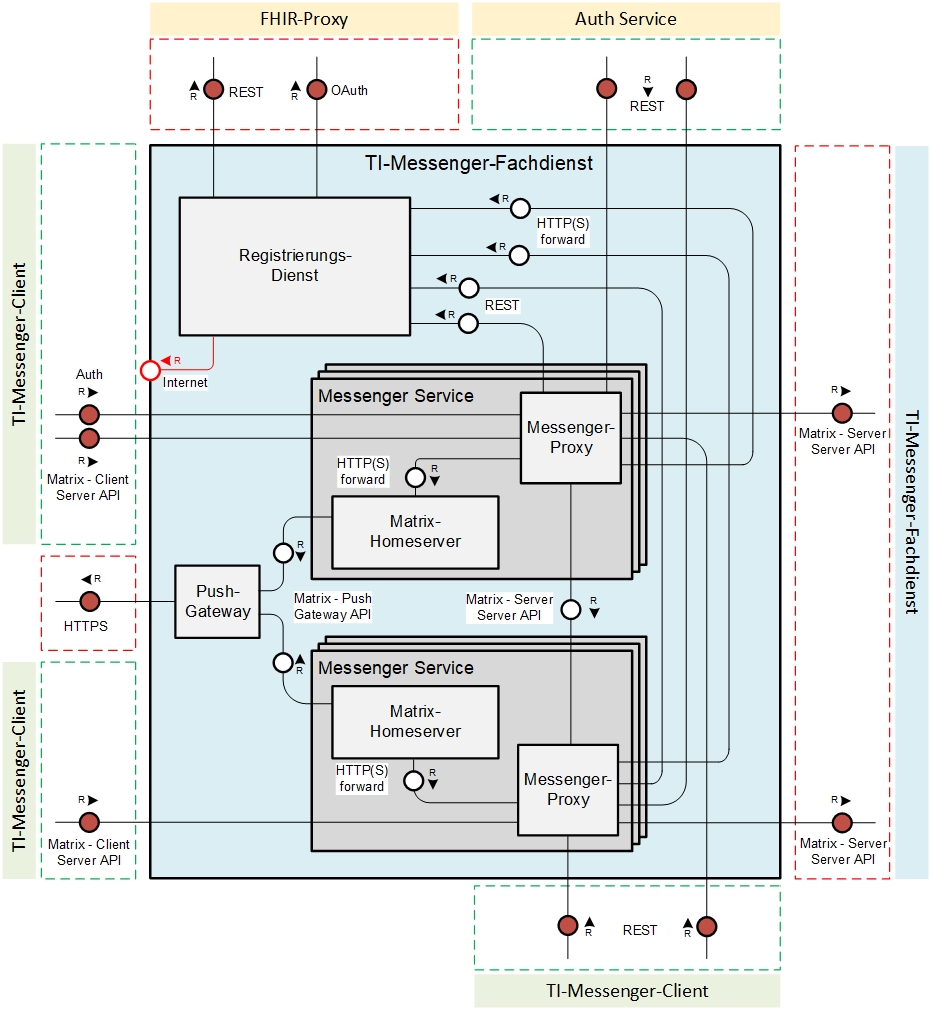 FHIR-Proxy
Auth Service
R
REST
R
OAuth
R
REST
TI-Messenger-Fachdienst
TI-Messenger-Client
Registrierungs-
Dienst
R
HTTP(S)
forward
R
R
REST
R
R
Internet
Auth
R
R
Matrix - Client
Server API
Messenger Service
Messenger-
Proxy
HTTP(S)
forward
R
Matrix-
Homeserver
R
Matrix - Server
Server API
TI-Messenger-Fachdienst
R
HTTPS
Push-
Gateway
R
Matrix - Push
Gateway API
R
Matrix - Server
Server API
R
TI-Messenger-Client
Messenger Service
Matrix-
Homeserver
HTTP(S)
forward
R
Messenger-
Proxy
R
Matrix - Client
Server API
R
Matrix - Server
Server API
R
REST
R
TI-Messenger-Client